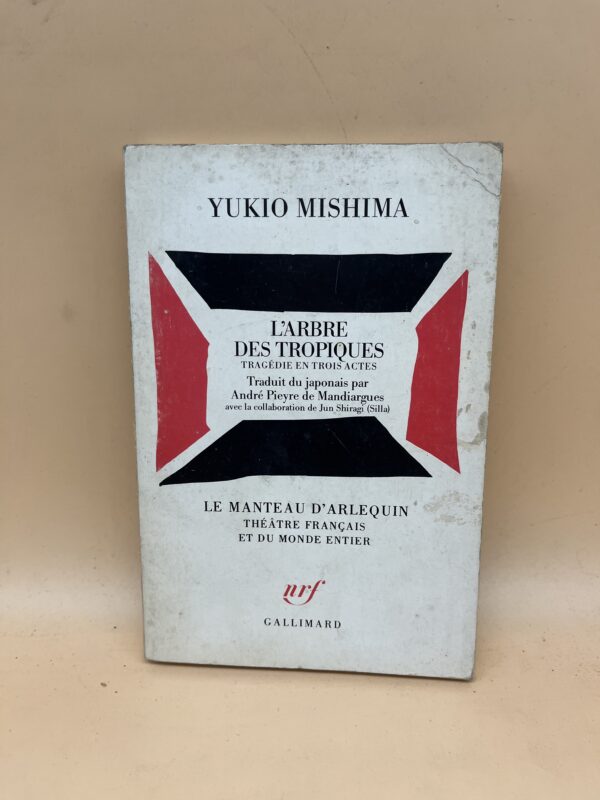 YUKIO MISHIMA
L'ARBRE
DES TROPIQUES
TRAGÉDIE EN TROIS ACTES
Traduit du japonais par
André Pieyre de Mandiargues
avec la collaboration de Jun Shiragi (Silla)
LE MANTEAU D'ARLEQUIN
THÉÂTRE FRANÇAIS
ET DU MONDE ENTIER
nrf
GALLIMARD